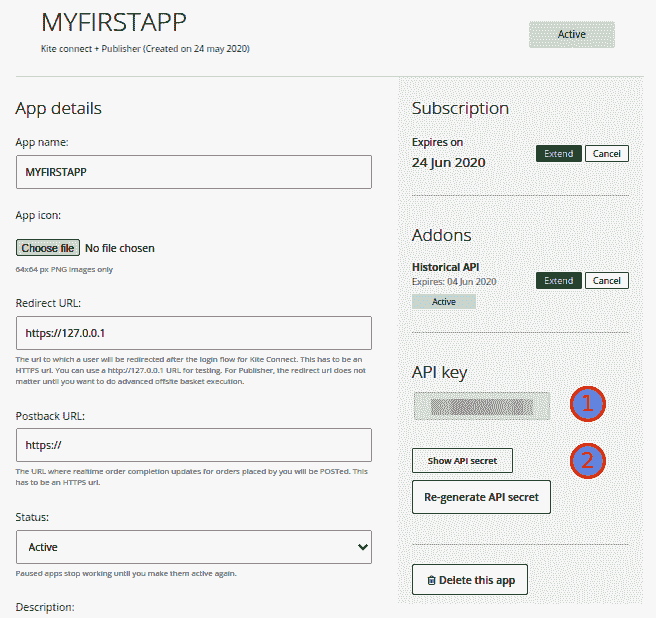 MYFIRSTAPP
Kite connect + Publisher (Created on 24 may 2020)
Active
App details
App name:
MYFIRSTAPP
App icon:
Choose file No file chosen
64x64 px PNG images only
Redirect URL:
https://127.0.0.1
The url to which a user will be redirected after the login flow for Kite Connect. This has to be an
HTTPS url. You can use a http://127.0.0.1 URL for testing. For Publisher, the redirect url does not
matter until you want to do advanced offsite basket execution.
Postback URL:
https://
The URL where realtime order completion updates for orders placed by you will be POSTed. This
has to be an HTTPS url.
Status:
Active
Paused apps stop working until you make them active again.
Description:
Subscription
Expires on
24 Jun 2020
Extend Cancel
Addons
Historical API
Expires: 04 Jun 2020
Extend Cancel
Active
API key
1
Show API secret
2
Re-generate API secret
Delete this app